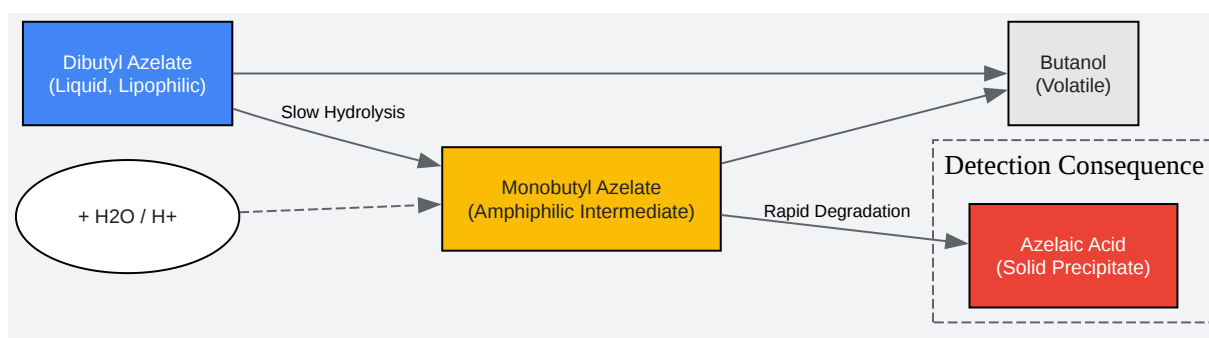 Dibutyl Azelate
(Liquid, Lipophilic)
Butanol
(Volatile)
Slow Hydrolysis
Detection Consequence
Monobutyl Azelate
(Amphiphilic Intermediate)
+ H2O / H+
Rapid Degradation
Azelaic Acid
(Solid Precipitate)